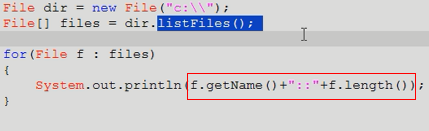 File dir = new File("c:\\");
File[] files = dir.listFiles();
for(File f : files)
{
System.out.println(f.getName()+"::"+f.length());
}